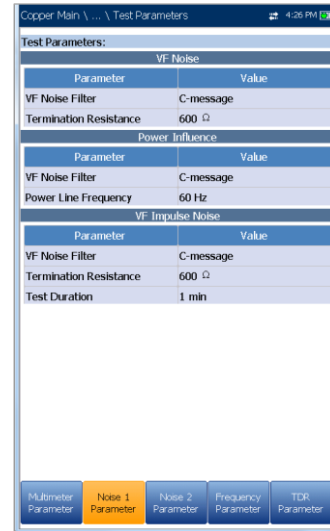 Copper Main \ ... \ Test Parameters 4:26 PM
Test Parameters:
VF Noise
Parameter Value
VF Noise Filter C-message
Termination Resistance 600 Ω
Power Influence
Parameter Value
VF Noise Filter C-message
Power Line Frequency 60 Hz
VF Impulse Noise
Parameter Value
VF Noise Filter C-message
Termination Resistance 600 Ω
Test Duration 1 min
Multimeter Parameter
Noise 1 Parameter
Noise 2 Parameter
Frequency Parameter
TDR Parameter